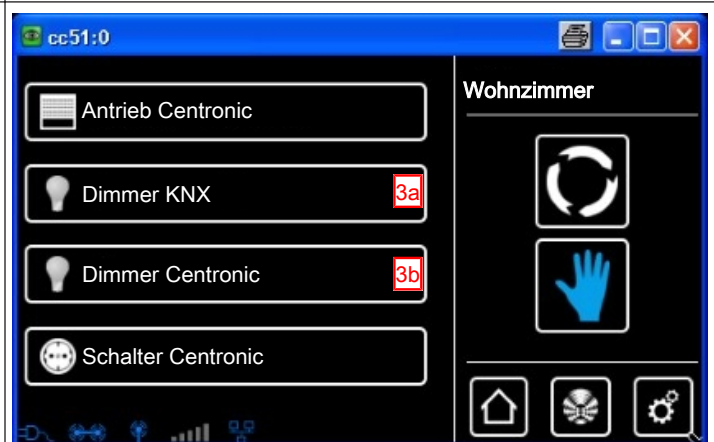 cc51:0
Antrieb Centronic
Dimmer KNX 3a
Dimmer Centronic 3b
Schalter Centronic
Wohnzimmer